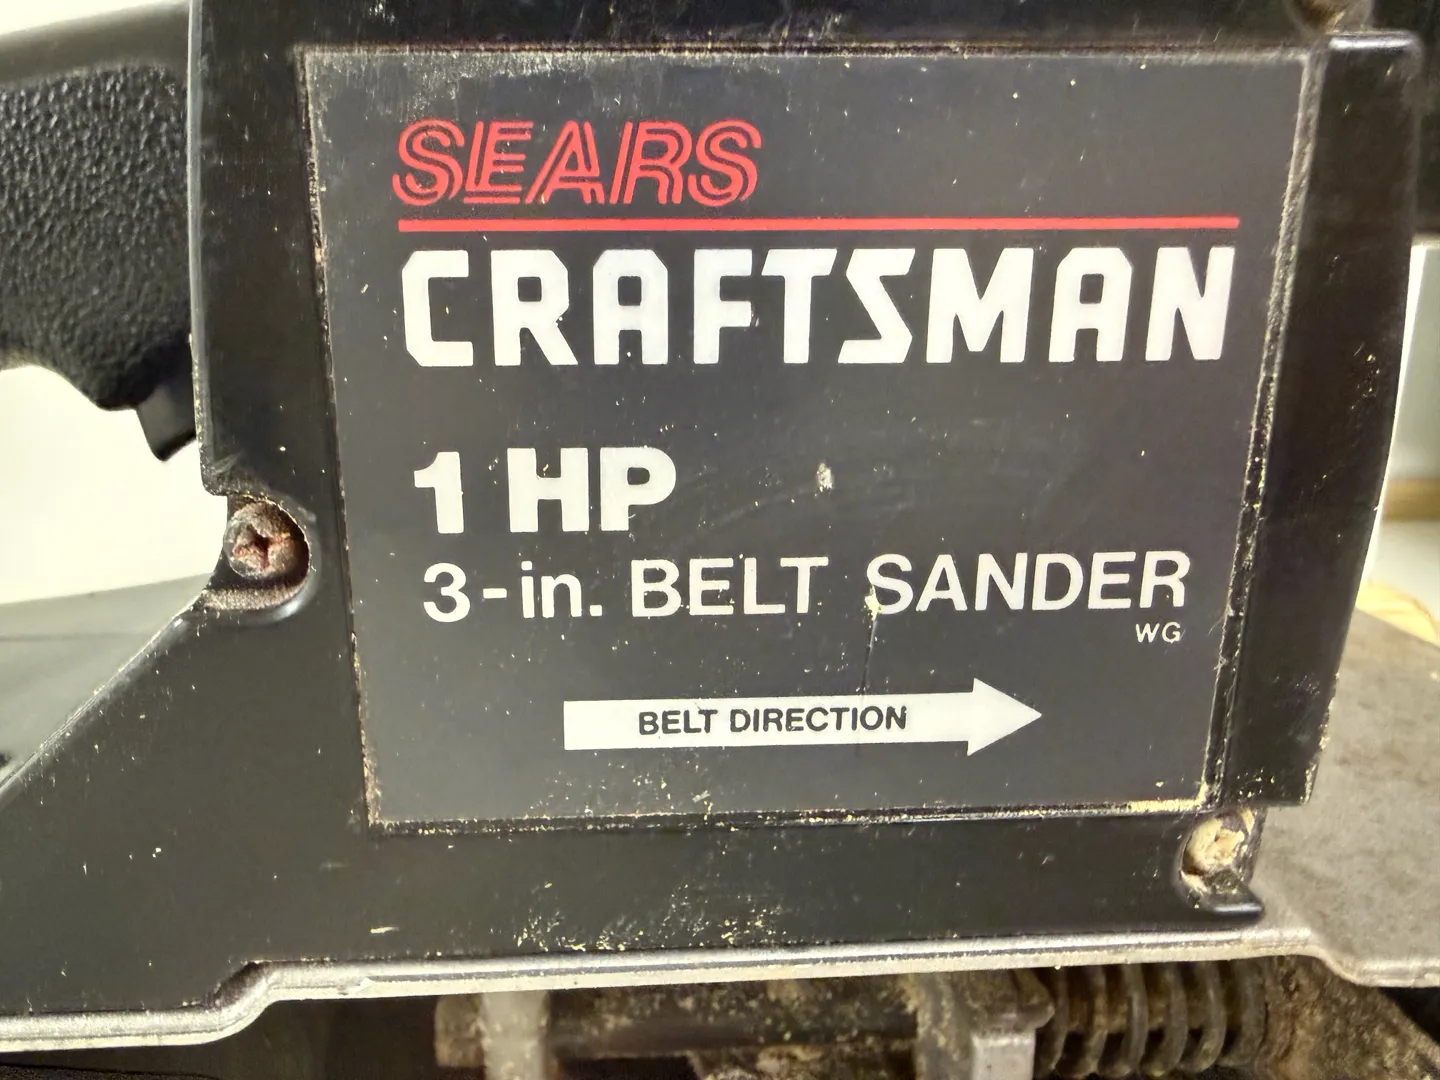 SEARS
CRAFTSMAN
1 HP
3-in. BELT SANDER
WG
BELT DIRECTION